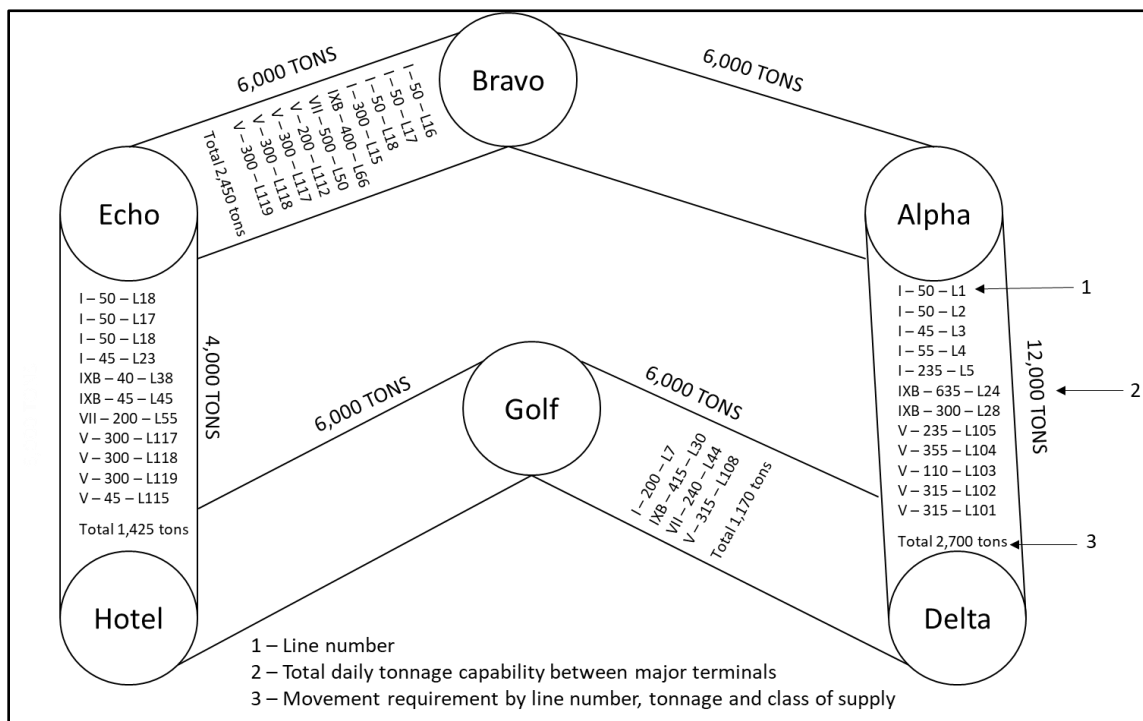 Bravo
6,000 TONS
I – 50 – L16
I – 50 – L17
I – 50 – L18
I – 300 – L15
IXB – 400 – L66
VII – 500 – L50
V – 200 – L112
V – 300 – L117
V – 300 – L118
V – 300 – L119
Total 2,450 tons
6,000 TONS
Echo
Alpha
I – 50 – L18
I – 50 – L17
I – 50 – L18
I – 45 – L23
IXB – 40 – L38
IXB – 45 – L45
VII – 200 – L55
V – 300 – L117
V – 300 – L118
V – 300 – L119
V – 45 – L115
Total 1,425 tons
4,000 TONS
6,000 TONS
Golf
6,000 TONS
I – 200 – L7
IXB – 415 – L30
VII – 240 – L44
V – 315 – L108
Total 1,170 tons
I – 50 – L1
I – 50 – L2
I – 45 – L3
I – 55 – L4
I – 235 – L5
IXB – 635 – L24
IXB – 300 – L28
V – 235 – L105
V – 355 – L104
V – 110 – L103
V – 315 – L102
V – 315 – L101
Total 2,700 tons
12,000 TONS
1
2
3
Hotel
Delta
1 – Line number
2 – Total daily tonnage capability between major terminals
3 – Movement requirement by line number, tonnage and class of supply